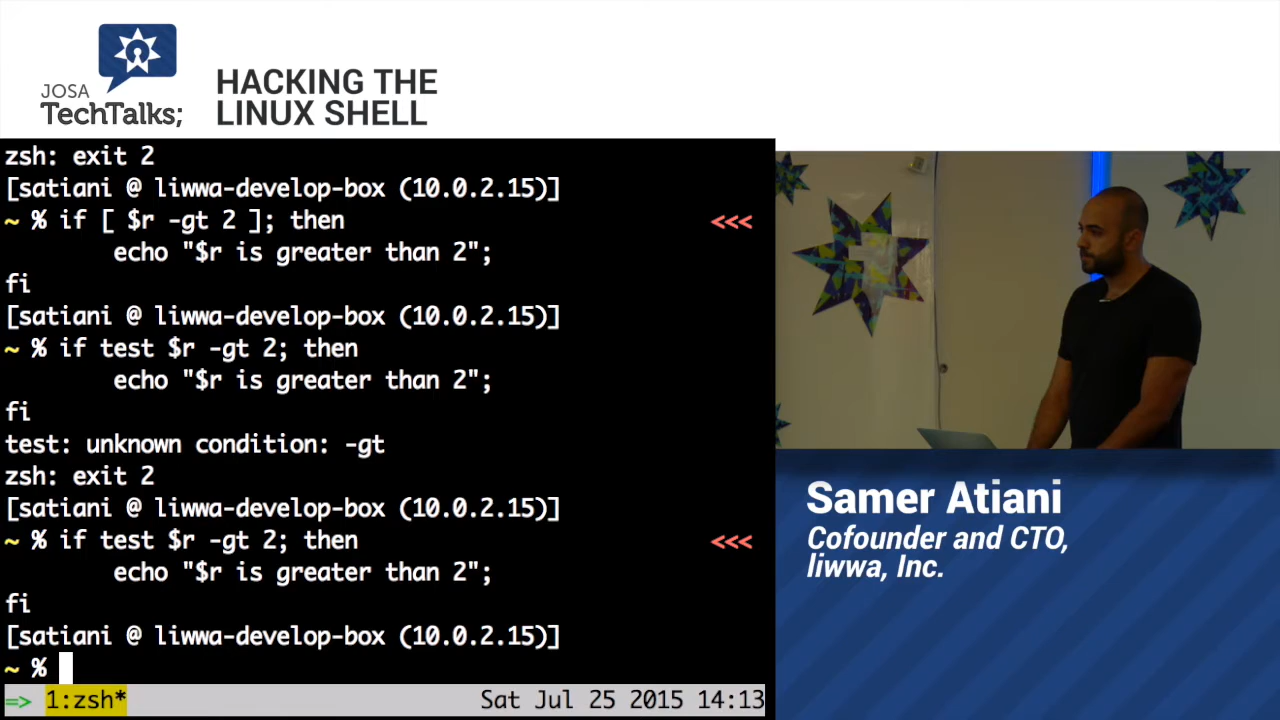 JOSA
TechTalks;
HACKING THE
LINUX SHELL
zsh: exit 2
[satiani @ liwwa-develop-box (10.0.2.15)]
~ % if [ $r -gt 2 ]; then <<<
echo "$r is greater than 2";
fi
[satiani @ liwwa-develop-box (10.0.2.15)]
~ % if test $r -gt 2; then
echo "$r is greater than 2";
fi
test: unknown condition: -gt
zsh: exit 2
[satiani @ liwwa-develop-box (10.0.2.15)]
~ % if test $r -gt 2; then <<<
echo "$r is greater than 2";
fi
[satiani @ liwwa-develop-box (10.0.2.15)]
~ %
=> 1:zsh* Sat Jul 25 2015 14:13
Samer Atiani
Cofounder and CTO,
liwwa, Inc.